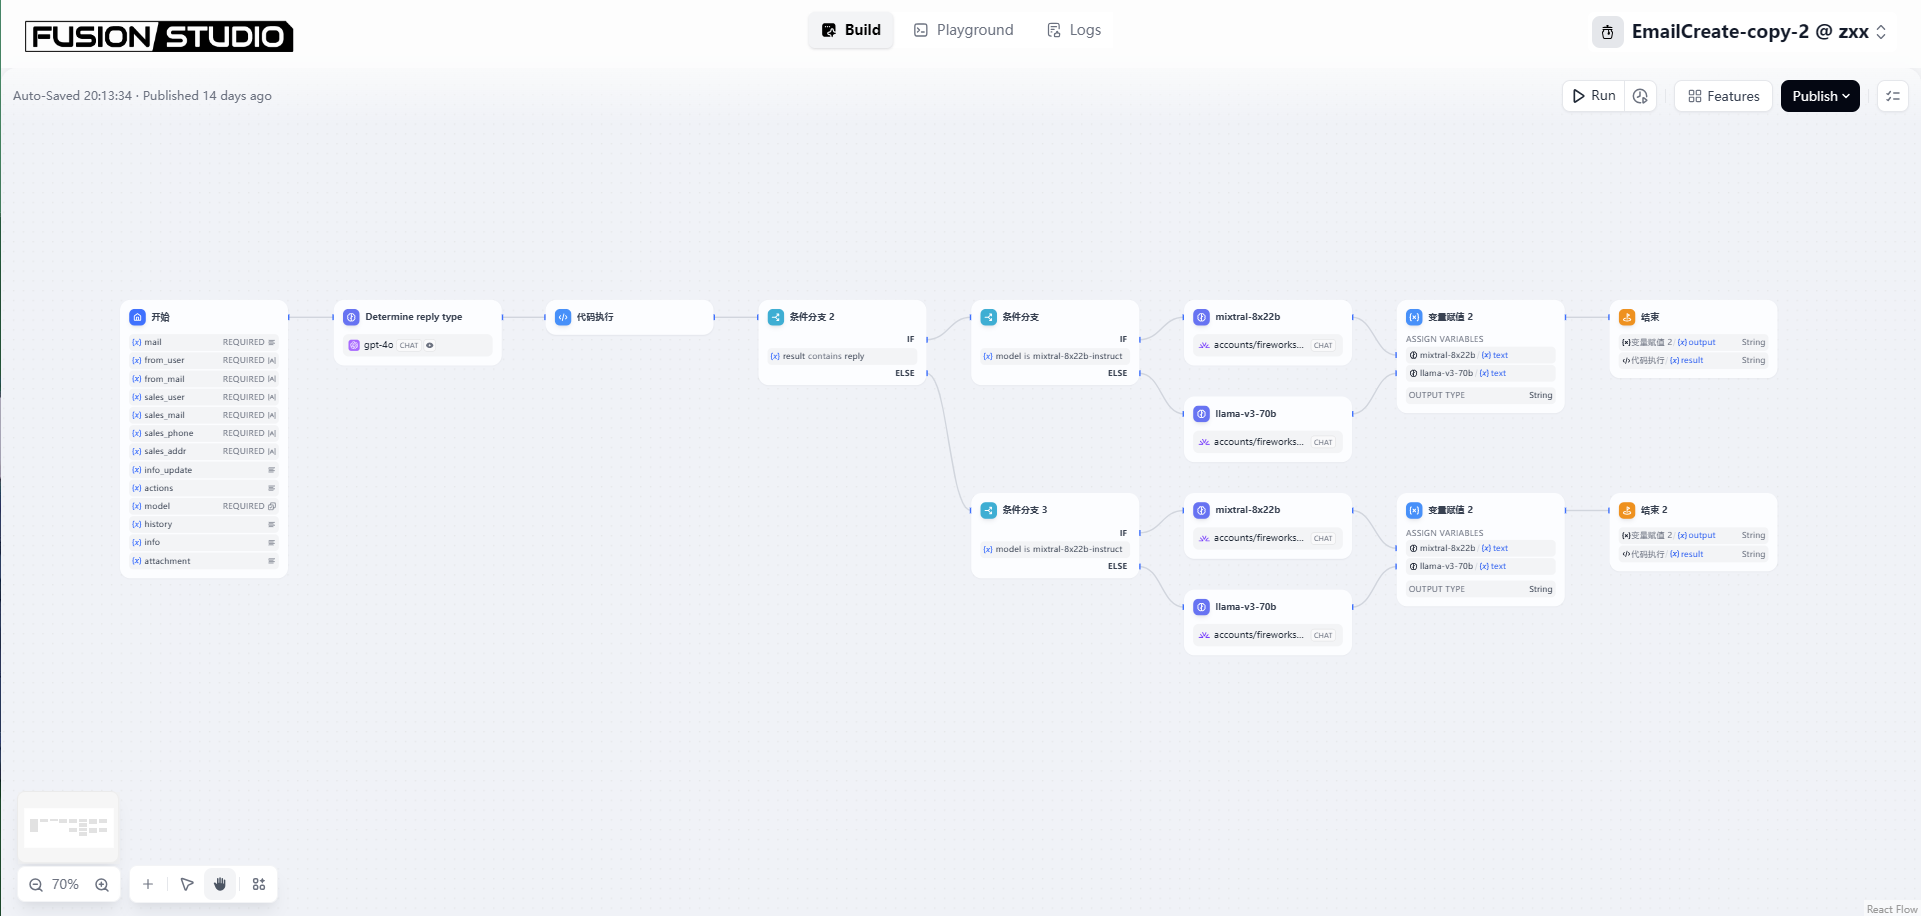 FUSION/STUDIO
Build
Playground
Logs
EmailCreate-copy-2 @ zxx
Auto-Saved 20:13:34 · Published 14 days ago
Run
Features
Publish
开始
(x) mail REQUIRED
(x) from_user REQUIRED
(x) from_mail REQUIRED
(x) sales_user REQUIRED
(x) sales_mail REQUIRED
(x) sales_phone REQUIRED
(x) sales_addr REQUIRED
(x) info_update
(x) actions
(x) model REQUIRED
(x) history
(x) info
(x) attachment
Determine reply type
gpt-4o CHAT
代码执行
条件分支 2
IF
(x) result contains reply
ELSE
条件分支
IF
(x) model is mixtral-8x22b-instruct
ELSE
mixtral-8x22b
accounts/fireworks... CHAT
llama-v3-70b
accounts/fireworks... CHAT
变量赋值 2
ASSIGN VARIABLES
mixtral-8x22b / (x) text
llama-v3-70b / (x) text
OUTPUT TYPE String
结束
(x) 变量赋值 2 / (x) output String
代码执行 / (x) result String
条件分支 3
IF
(x) model is mixtral-8x22b-instruct
ELSE
mixtral-8x22b
accounts/fireworks... CHAT
llama-v3-70b
accounts/fireworks... CHAT
变量赋值 2
ASSIGN VARIABLES
mixtral-8x22b / (x) text
llama-v3-70b / (x) text
OUTPUT TYPE String
结束 2
(x) 变量赋值 2 / (x) output String
代码执行 / (x) result String
70%
React Flow